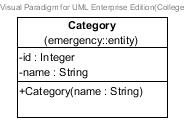 Visual Paradigm for UML Enterprise Edition(College
Category
(emergency::entity)
-id : Integer
-name : String
+Category(name : String)